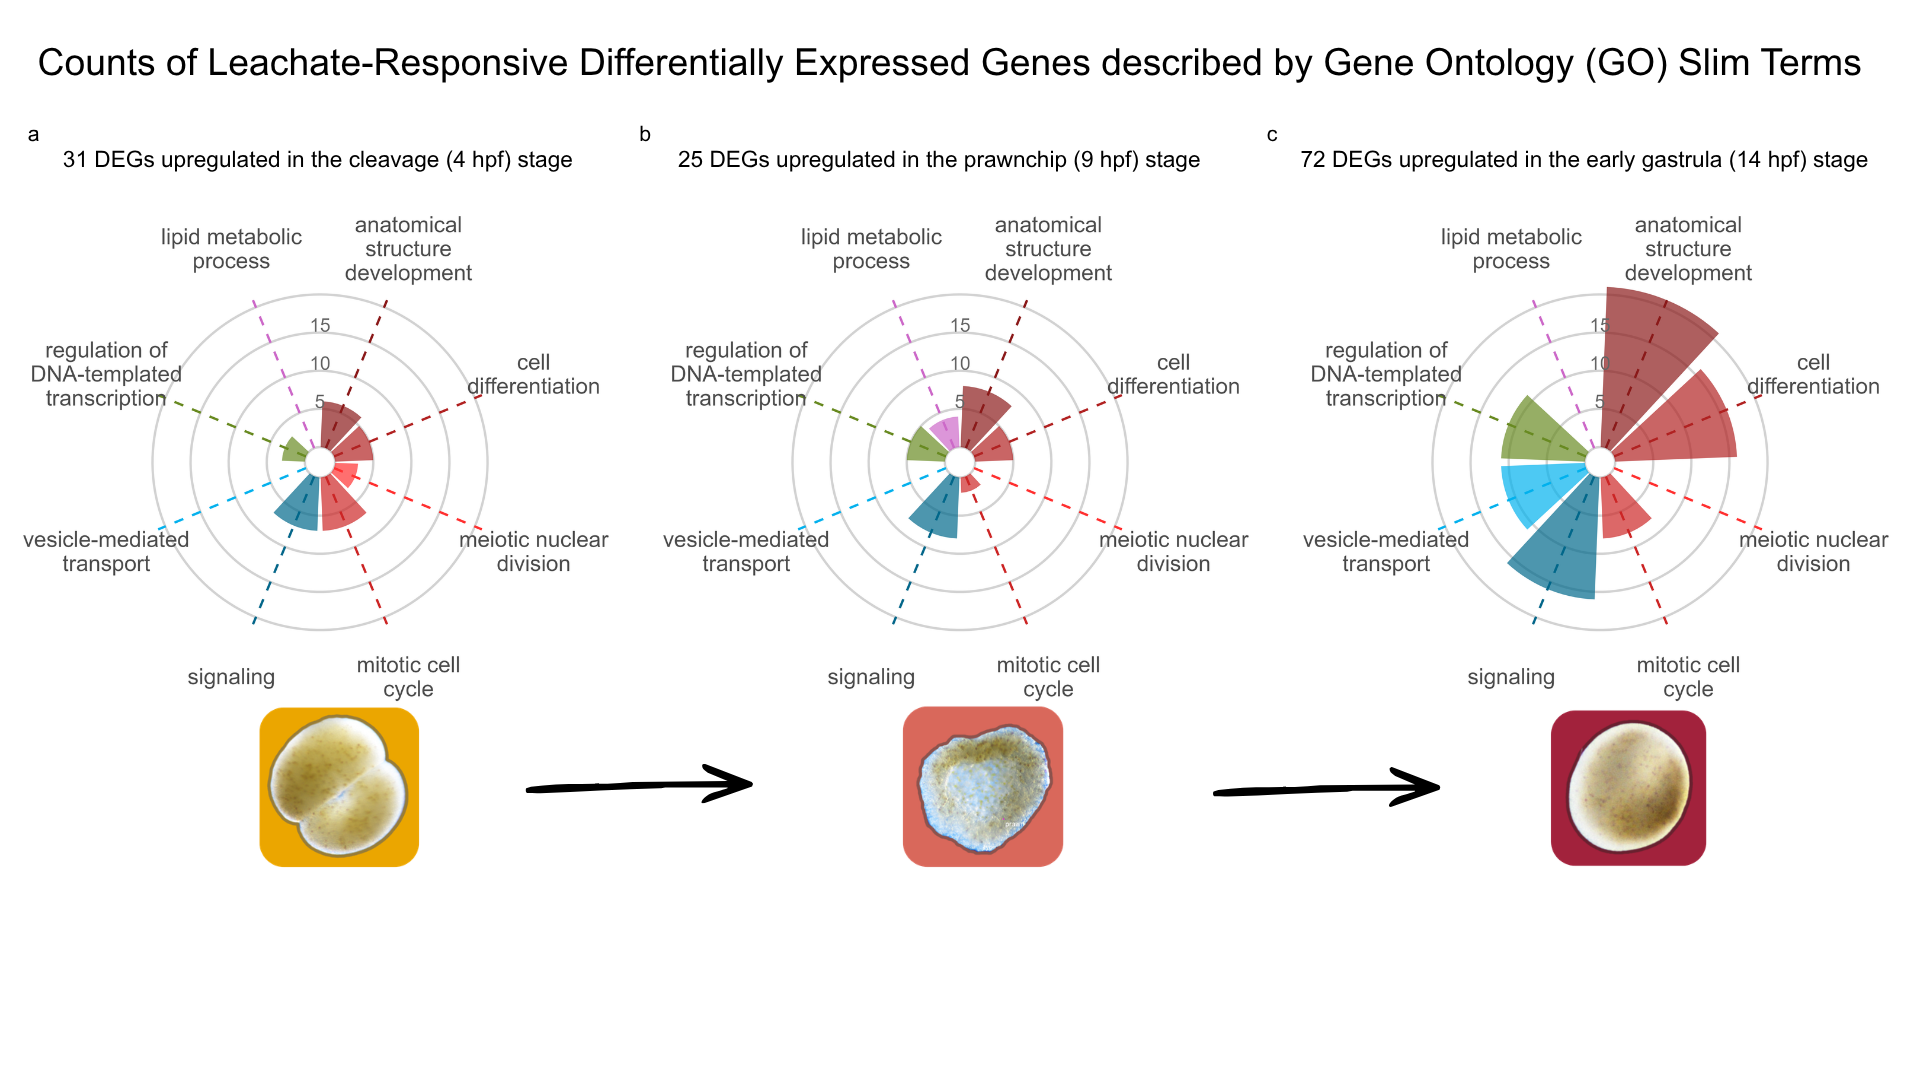 Counts of Leachate-Responsive Differentially Expressed Genes described by Gene Ontology (GO) Slim Terms
a
31 DEGs upregulated in the cleavage (4 hpf) stage
lipid metabolic
process
anatomical
structure
development
regulation of
DNA-templated
transcription
cell
differentiation
15
10
5
vesicle-mediated
transport
meiotic nuclear
division
signaling
mitotic cell
cycle
b
25 DEGs upregulated in the prawnchip (9 hpf) stage
lipid metabolic
process
anatomical
structure
development
regulation of
DNA-templated
transcription
cell
differentiation
15
10
5
vesicle-mediated
transport
meiotic nuclear
division
signaling
mitotic cell
cycle
c
72 DEGs upregulated in the early gastrula (14 hpf) stage
lipid metabolic
process
anatomical
structure
development
regulation of
DNA-templated
transcription
cell
differentiation
15
10
5
vesicle-mediated
transport
meiotic nuclear
division
signaling
mitotic cell
cycle